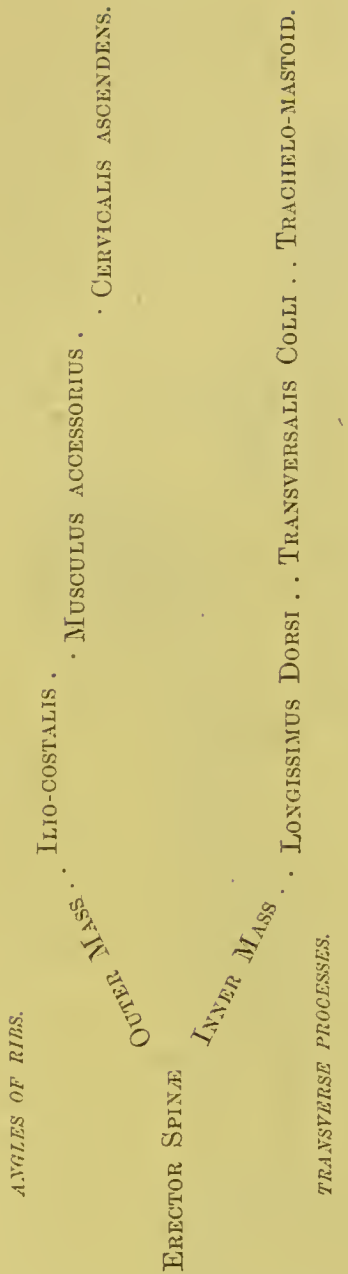 ANGLES OF RIBS.
ERECTOR SPINÆ
OUTER MASS . . ILIO-COSTALIS . . MUSCULUS ACCESSORIUS . . CERVICALIS ASCENDENS.
INNER MASS . . LONGISSIMUS DORSI . . TRANSVERSALIS COLLI . . TRACHELO-MASTOID.
TRANSVERSE PROCESSES.